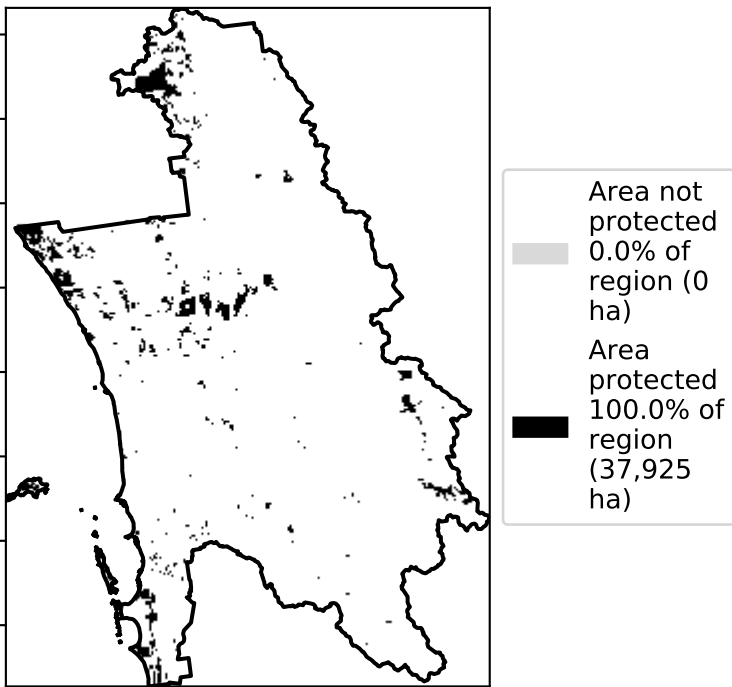 Area not
protected
0.0% of
region (0
ha)
Area
protected
100.0% of
region
(37,925
ha)